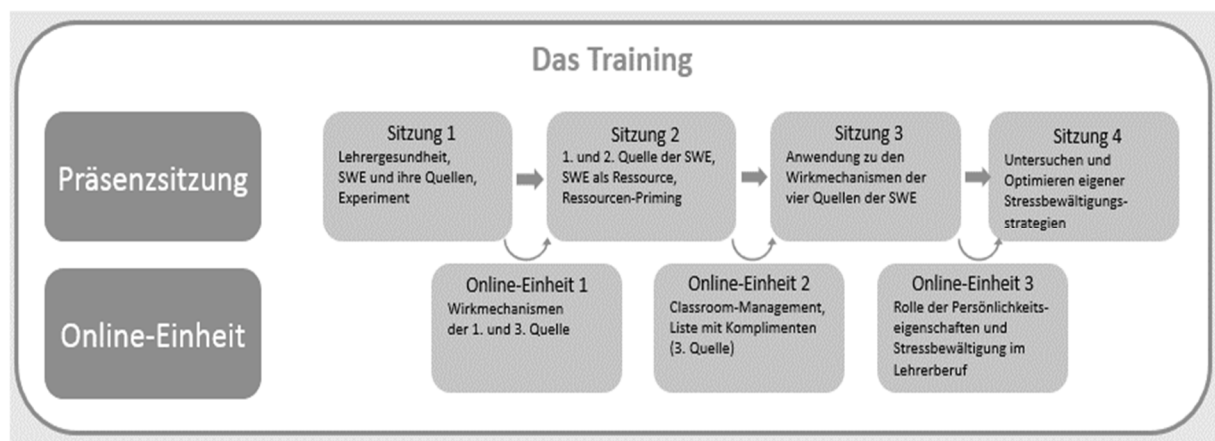 Das Training
Präsenzsitzung
Sitzung 1
Lehrergesundheit,
SWE und ihre Quellen,
Experiment
Sitzung 2
1. und 2. Quelle der SWE,
SWE als Ressource,
Ressourcen-Priming
Sitzung 3
Anwendung zu den
Wirkmechanismen der
vier Quellen der SWE
Sitzung 4
Untersuchen und
Optimieren eigener
Stressbewältigungs-
strategien
Online-Einheit
Online-Einheit 1
Wirkmechanismen
der 1. und 3. Quelle
Online-Einheit 2
Classroom-Management,
Liste mit Komplimenten
(3. Quelle)
Online-Einheit 3
Rolle der Persönlichkeits-
eigenschaften und
Stressbewältigung im
Lehrerberuf